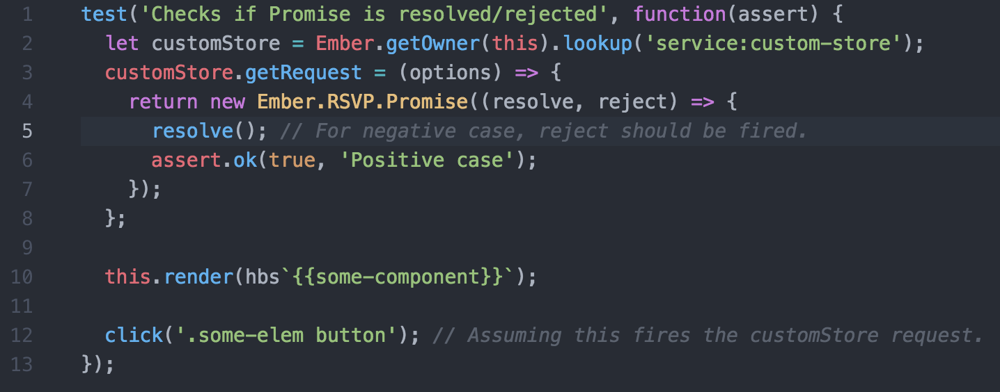 1 test('Checks if Promise is resolved/rejected', function(assert) {
2 let customStore = Ember.getOwner(this).lookup('service:custom-store');
3 customStore.getRequest = (options) => {
4 return new Ember.RSVP.Promise((resolve, reject) => {
5 resolve(); // For negative case, reject should be fired.
6 assert.ok(true, 'Positive case');
7 });
8 };
9
10 this.render(hbs`{{some-component}}`);
11
12 click('.some-elem button'); // Assuming this fires the customStore request.
13 });